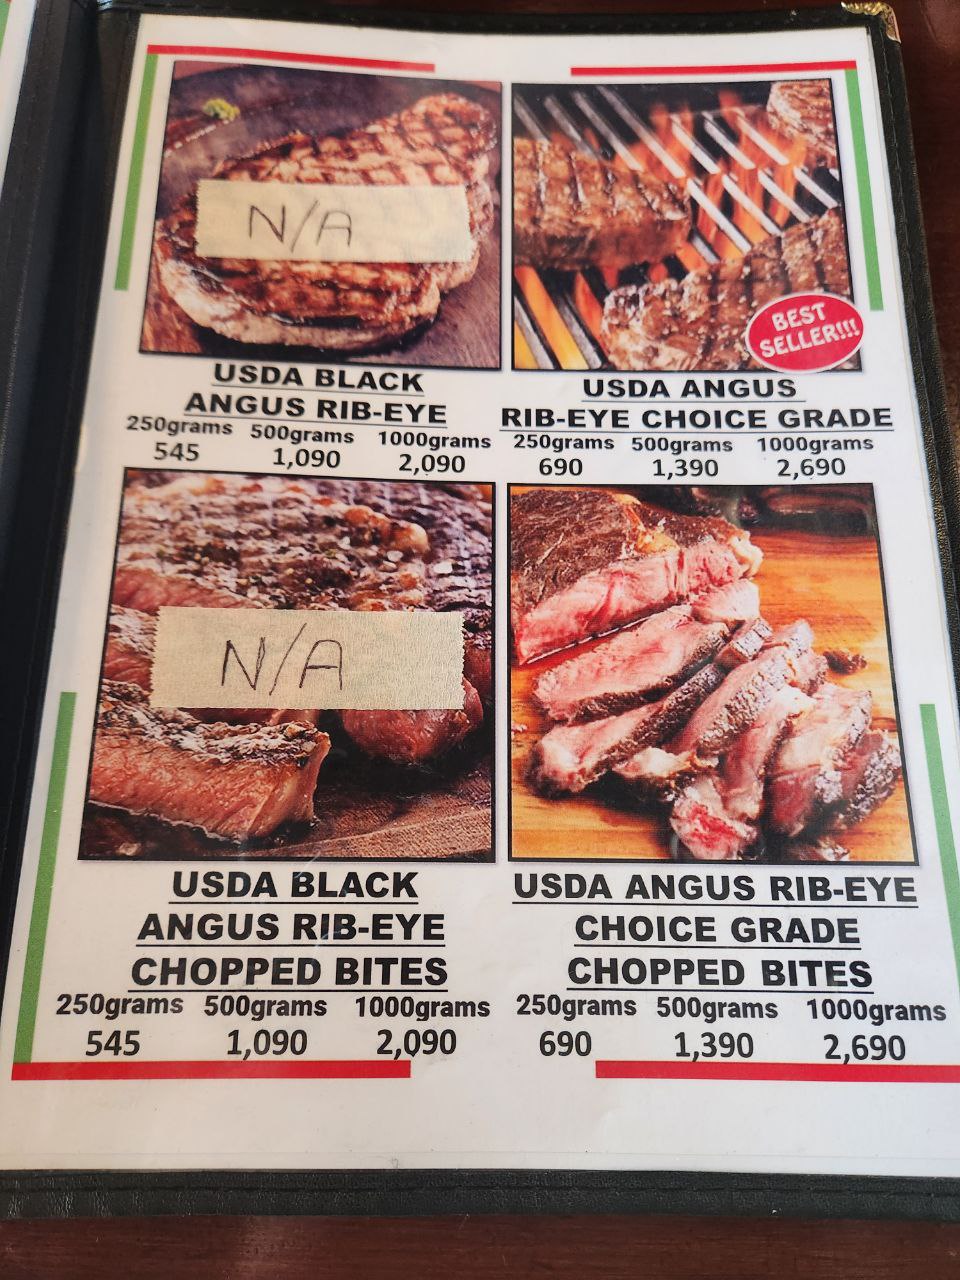 N/A
BEST
SELLER!!!
USDA BLACK
ANGUS RIB-EYE
250grams 500grams 1000grams
545 1,090 2,090
USDA ANGUS
RIB-EYE CHOICE GRADE
250grams 500grams 1000grams
690 1,390 2,690
N/A
USDA BLACK
ANGUS RIB-EYE
CHOPPED BITES
250grams 500grams 1000grams
545 1,090 2,090
USDA ANGUS RIB-EYE
CHOICE GRADE
CHOPPED BITES
250grams 500grams 1000grams
690 1,390 2,690